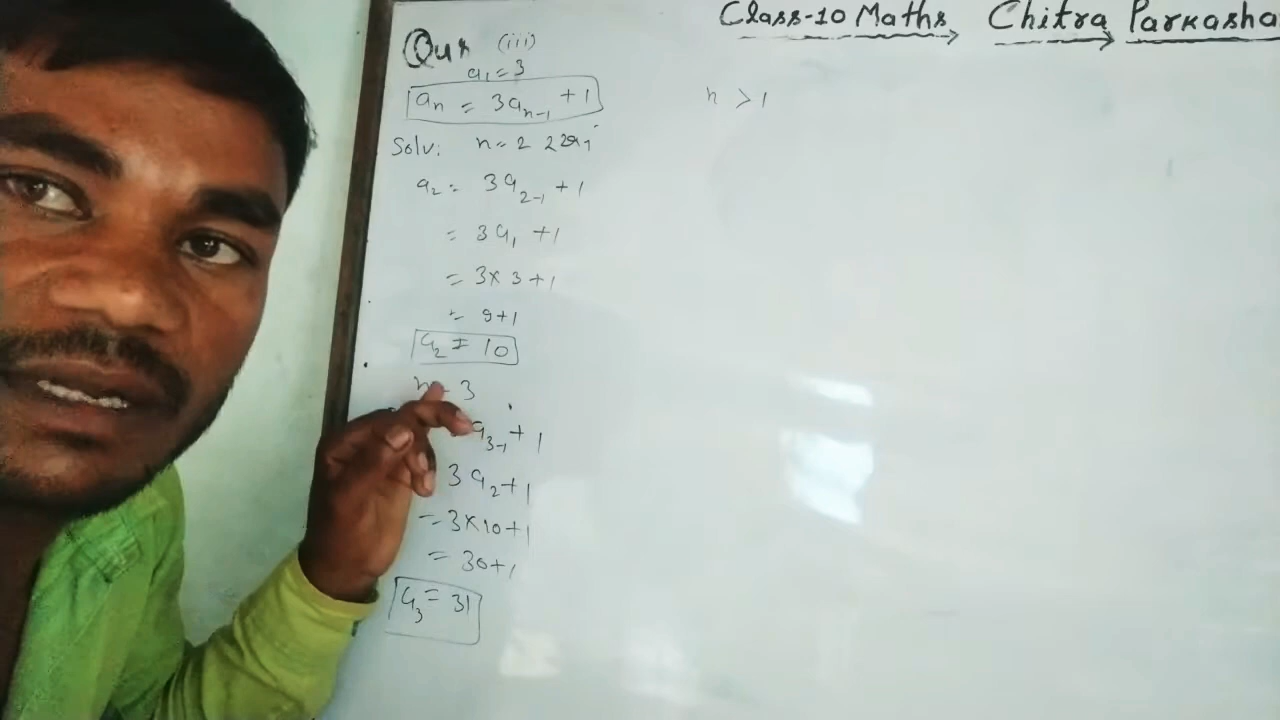 Class-10 Maths Chitra Parkasha
Qur (iii)
a₁ = 3
aₙ = 3aₙ₋₁ + 1
n > 1
Solv: n = 2
a₂ = 3a₂₋₁ + 1
= 3a₁ + 1
= 3 × 3 + 1
= 9 + 1
a₂ = 10
n = 3
a₃₋₁ + 1
3a₂ + 1
= 3 × 10 + 1
= 30 + 1
a₃ = 31